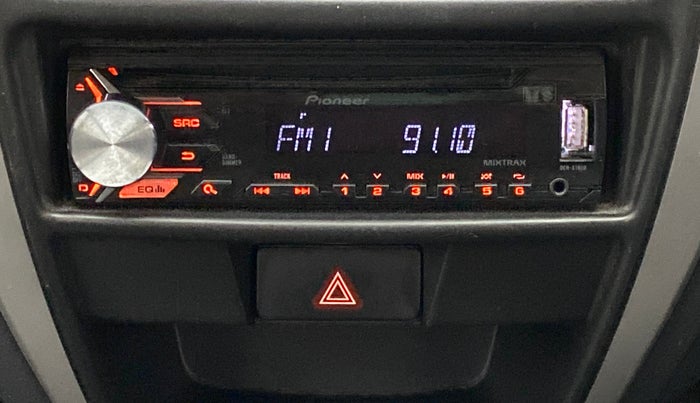 Pioneer
SRC
FM1 91.10
MIXTRAX
EQ
TRACK
MIX
1 2 3 4 5 6